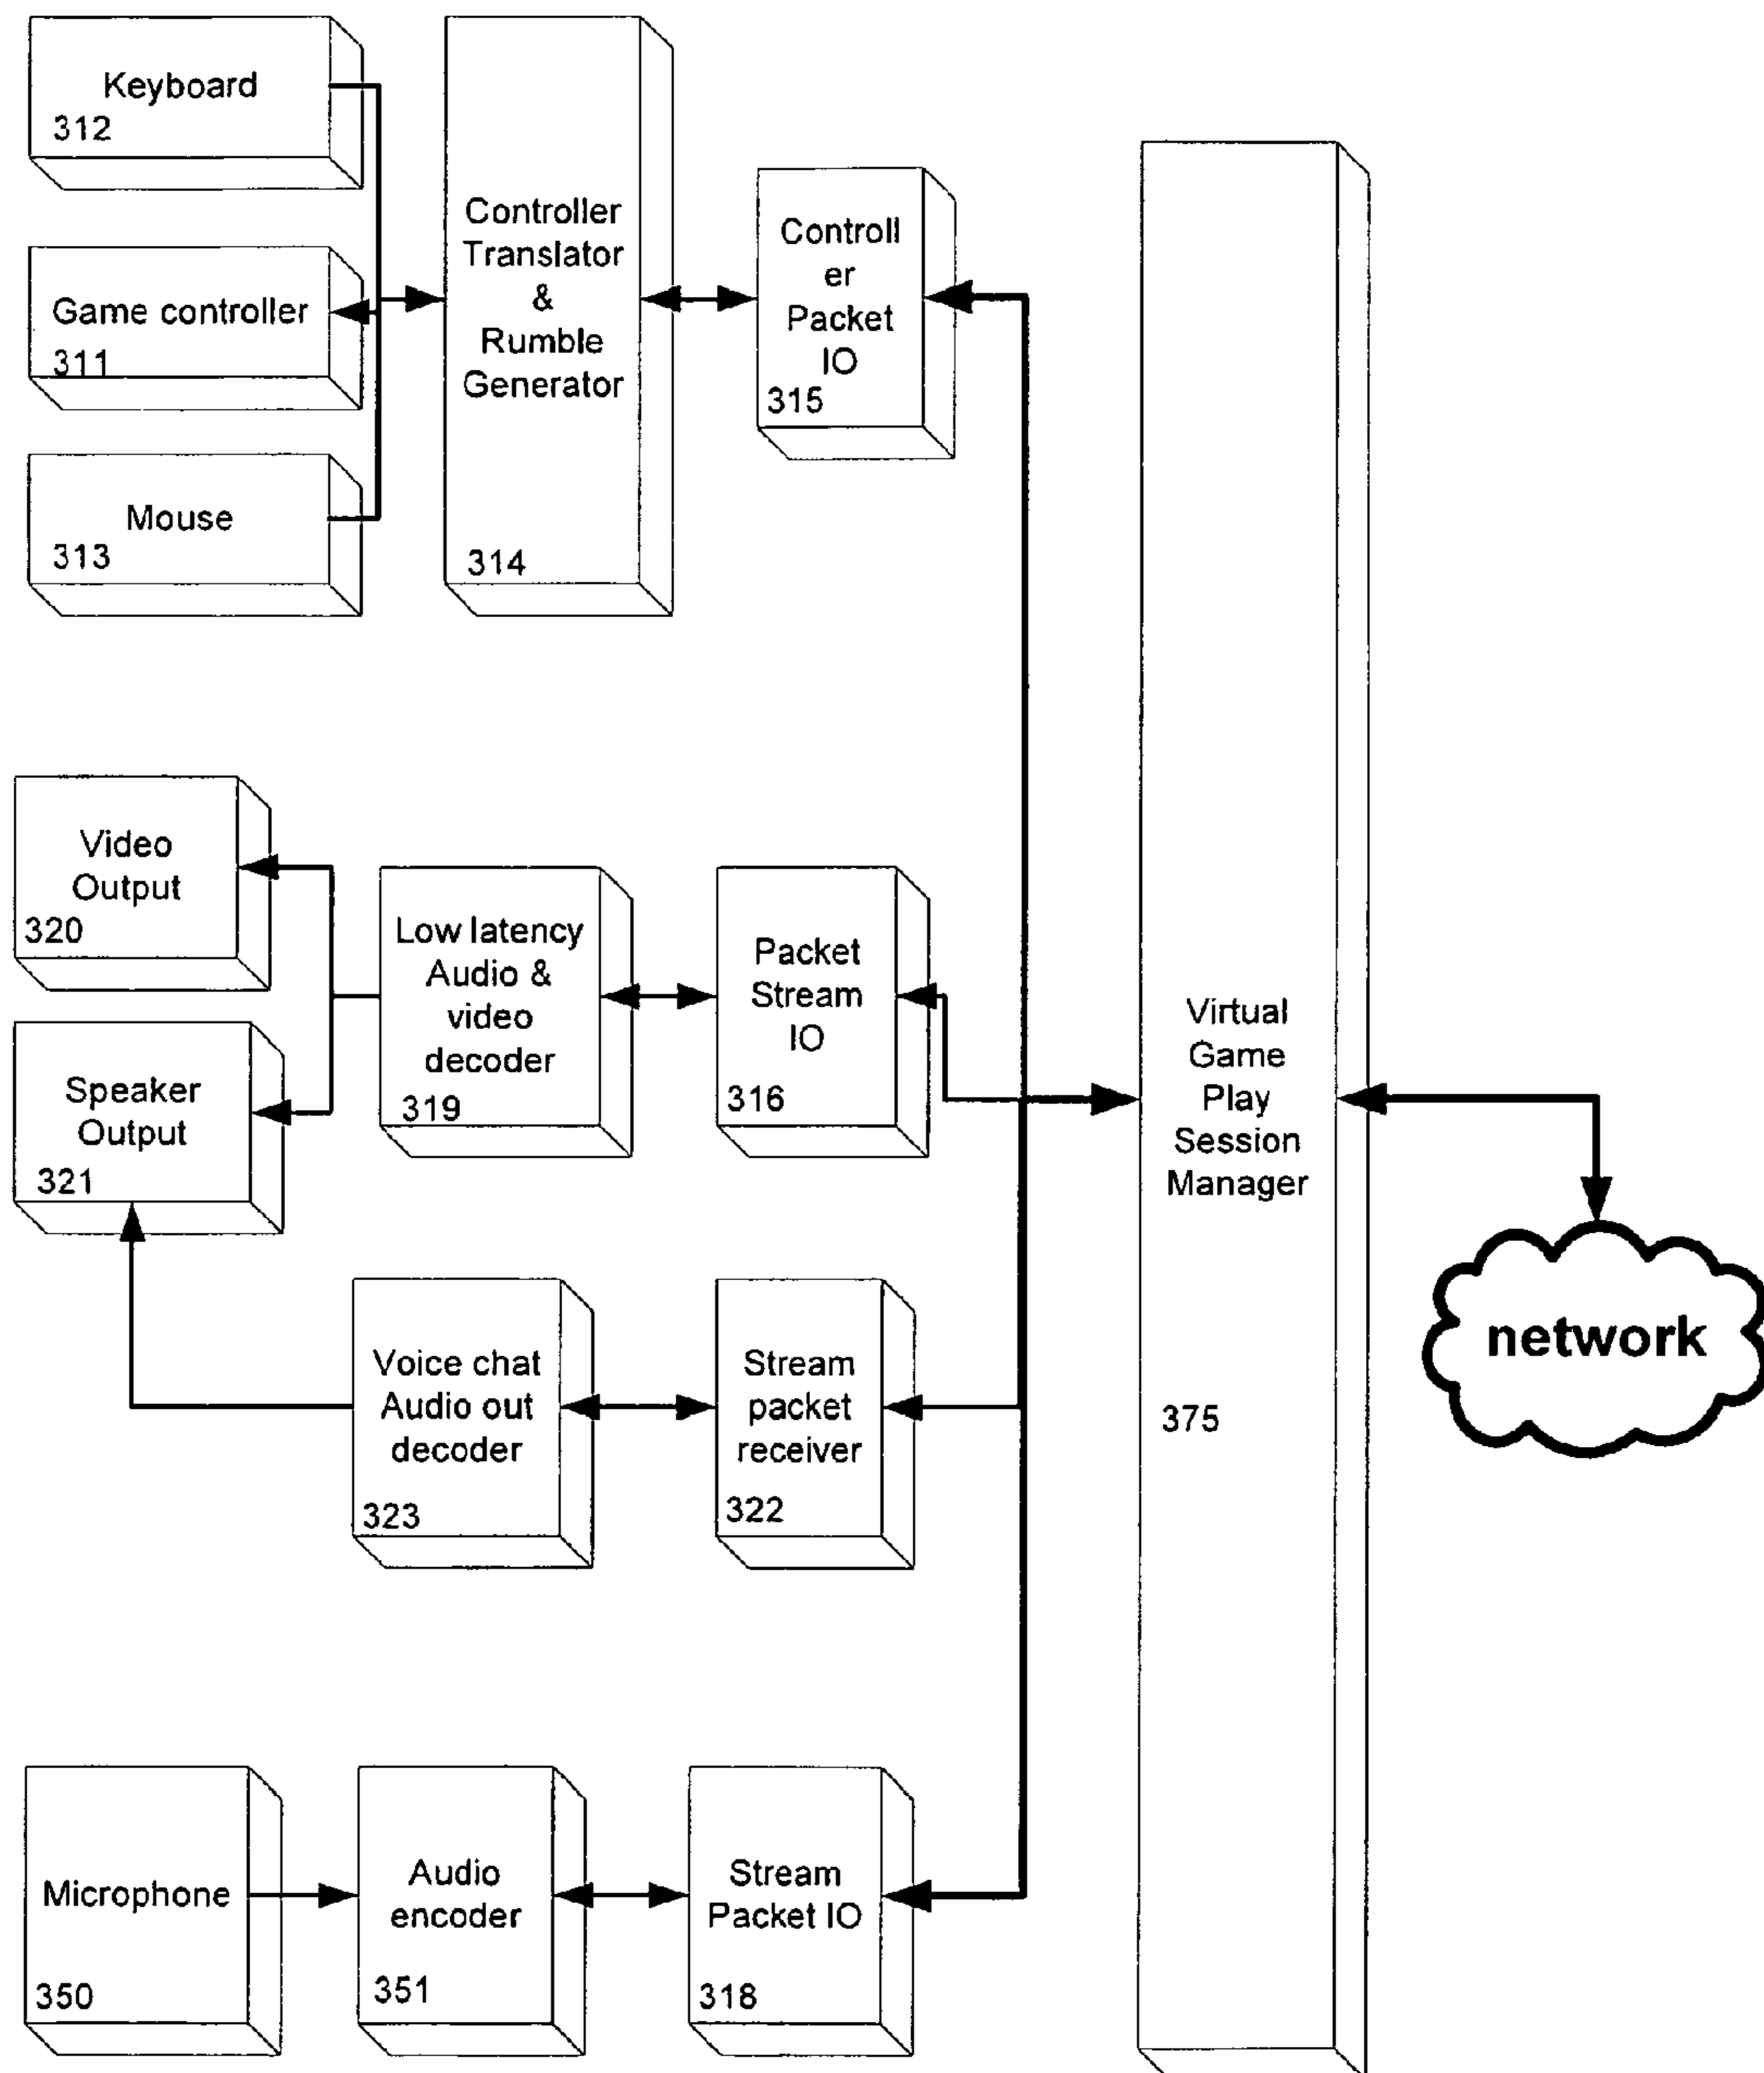 Keyboard
312
Game controller
311
Mouse
313
Controller
Translator
&
Rumble
Generator
314
Controll
er
Packet
IO
315
Video
Output
320
Speaker
Output
321
Low latency
Audio &
video
decoder
319
Packet
Stream
IO
316
Voice chat
Audio out
decoder
323
Stream
packet
receiver
322
Microphone
350
Audio
encoder
351
Stream
Packet IO
318
Virtual
Game
Play
Session
Manager
375
network